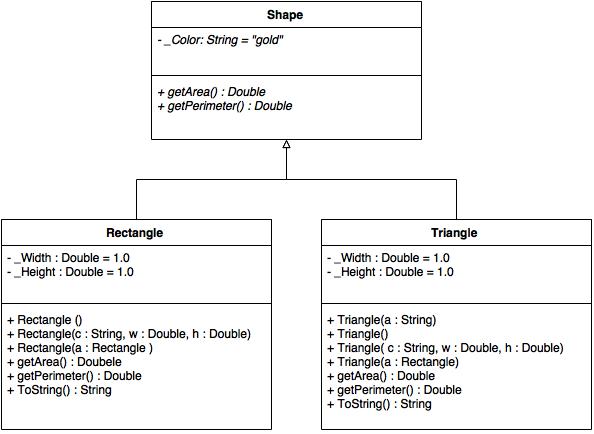 Shape
- _Color: String = "gold"
+ getArea() : Double
+ getPerimeter() : Double
Rectangle
- _Width : Double = 1.0
- _Height : Double = 1.0
+ Rectangle ()
+ Rectangle(c : String, w : Double, h : Double)
+ Rectangle(a : Rectangle )
+ getArea() : Doubele
+ getPerimeter() : Double
+ ToString() : String
Triangle
- _Width : Double = 1.0
- _Height : Double = 1.0
+ Triangle(a : String)
+ Triangle()
+ Triangle( c : String, w : Double, h : Double)
+ Triangle(a : Rectangle)
+ getArea() : Double
+ getPerimeter() : Double
+ ToString() : String